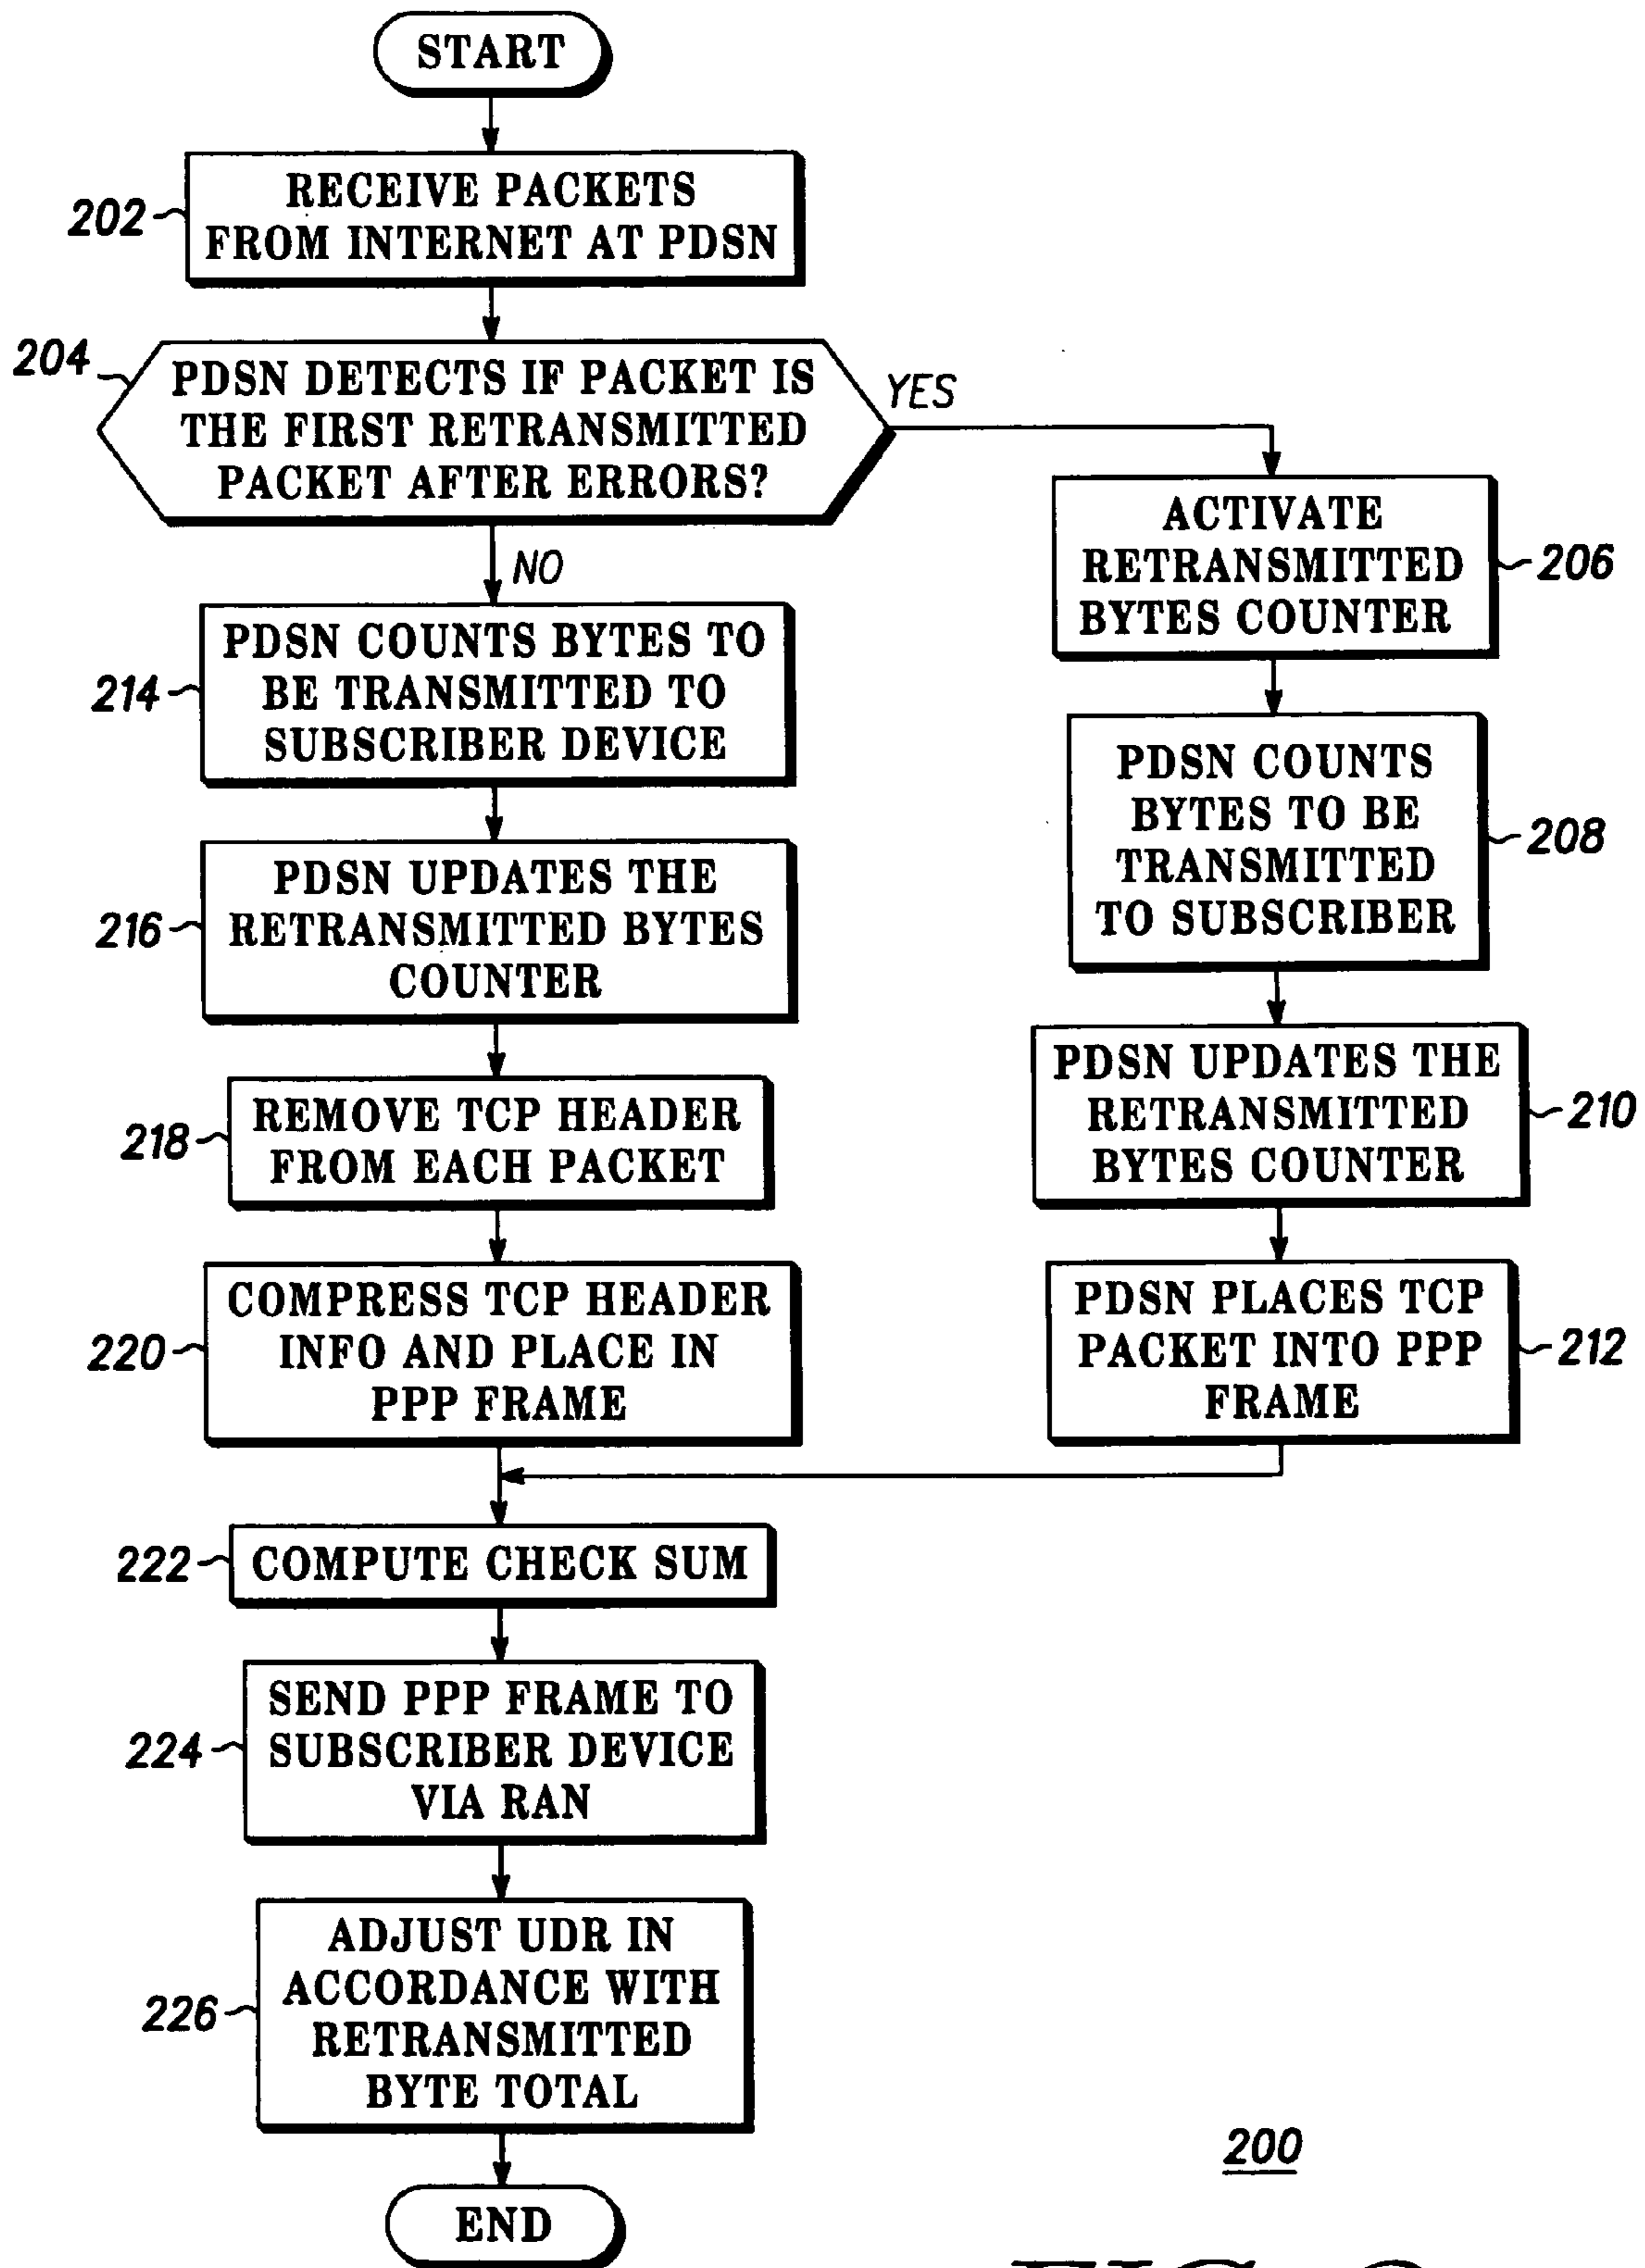 START
202
RECEIVE PACKETS
FROM INTERNET AT PDSN
204
PDSN DETECTS IF PACKET IS
THE FIRST RETRANSMITTED
PACKET AFTER ERRORS?
YES
NO
ACTIVATE
RETRANSMITTED
BYTES COUNTER
206
214
PDSN COUNTS BYTES TO
BE TRANSMITTED TO
SUBSCRIBER DEVICE
PDSN COUNTS
BYTES TO BE
TRANSMITTED
TO SUBSCRIBER
208
216
PDSN UPDATES THE
RETRANSMITTED BYTES
COUNTER
PDSN UPDATES THE
RETRANSMITTED
BYTES COUNTER
210
218
REMOVE TCP HEADER
FROM EACH PACKET
220
COMPRESS TCP HEADER
INFO AND PLACE IN
PPP FRAME
PDSN PLACES TCP
PACKET INTO PPP
FRAME
212
222
COMPUTE CHECK SUM
224
SEND PPP FRAME TO
SUBSCRIBER DEVICE
VIA RAN
226
ADJUST UDR IN
ACCORDANCE WITH
RETRANSMITTED
BYTE TOTAL
200
END